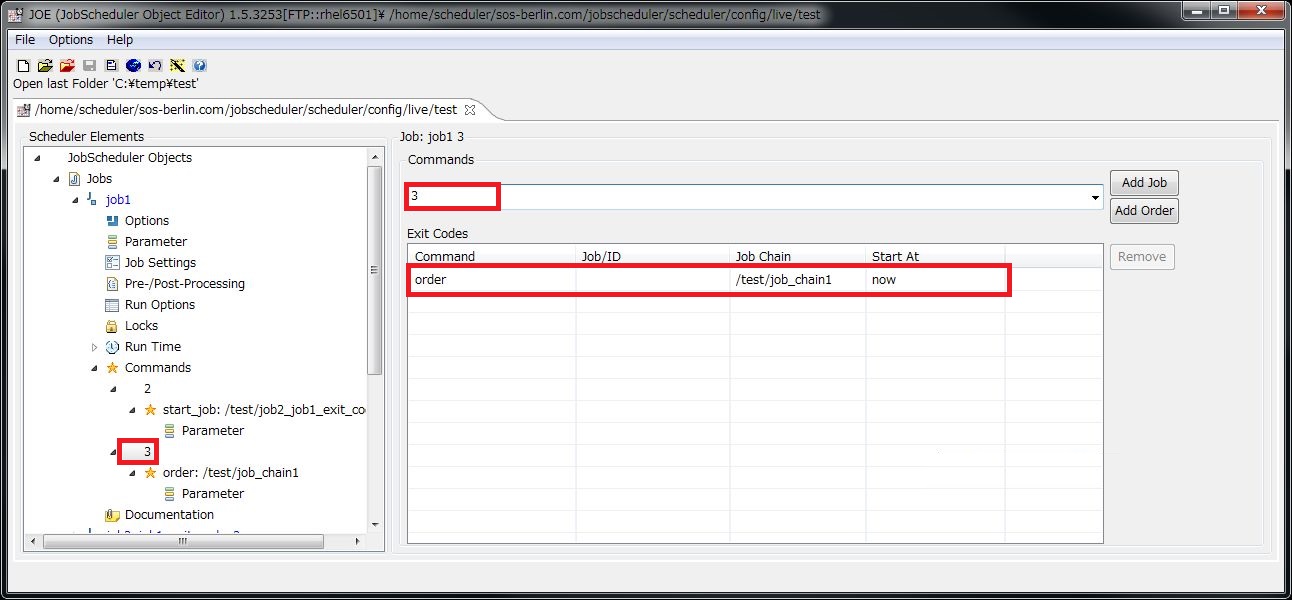 JOE (JobScheduler Object Editor) 1.5.3253[FTP::rhel6501]¥ /home/scheduler/sos-berlin.com/jobscheduler/scheduler/config/live/test
File Options Help
Open last Folder 'C:¥temp¥test'
/home/scheduler/sos-berlin.com/jobscheduler/scheduler/config/live/test
Scheduler Elements
JobScheduler Objects
Jobs
job1
Options
Parameter
Job Settings
Pre-/Post-Processing
Run Options
Locks
Run Time
Commands
2
start_job: /test/job2_job1_exit_co
Parameter
3
order: /test/job_chain1
Parameter
Documentation
Job: job1 3
Commands
3
Add Job
Add Order
Exit Codes
Command Job/ID Job Chain Start At
order /test/job_chain1 now
Remove